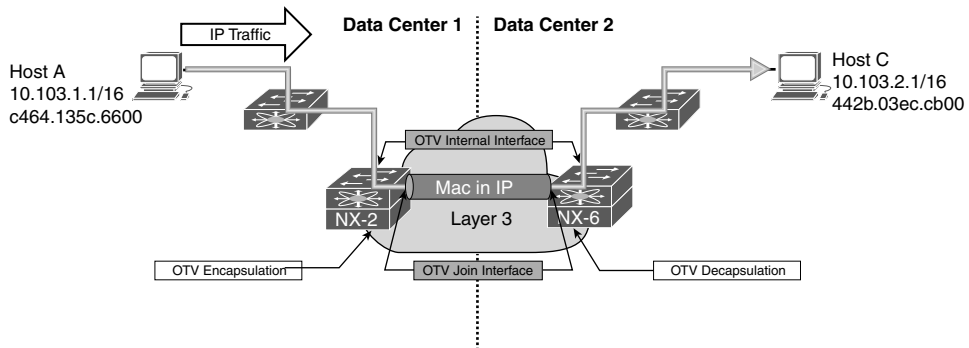 Data Center 1
Data Center 2
IP Traffic
Host A
10.103.1.1/16
c464.135c.6600
Host C
10.103.2.1/16
442b.03ec.cb00
OTV Internal Interface
Mac in IP
NX-2
Layer 3
NX-6
OTV Encapsulation
OTV Join Interface
OTV Decapsulation